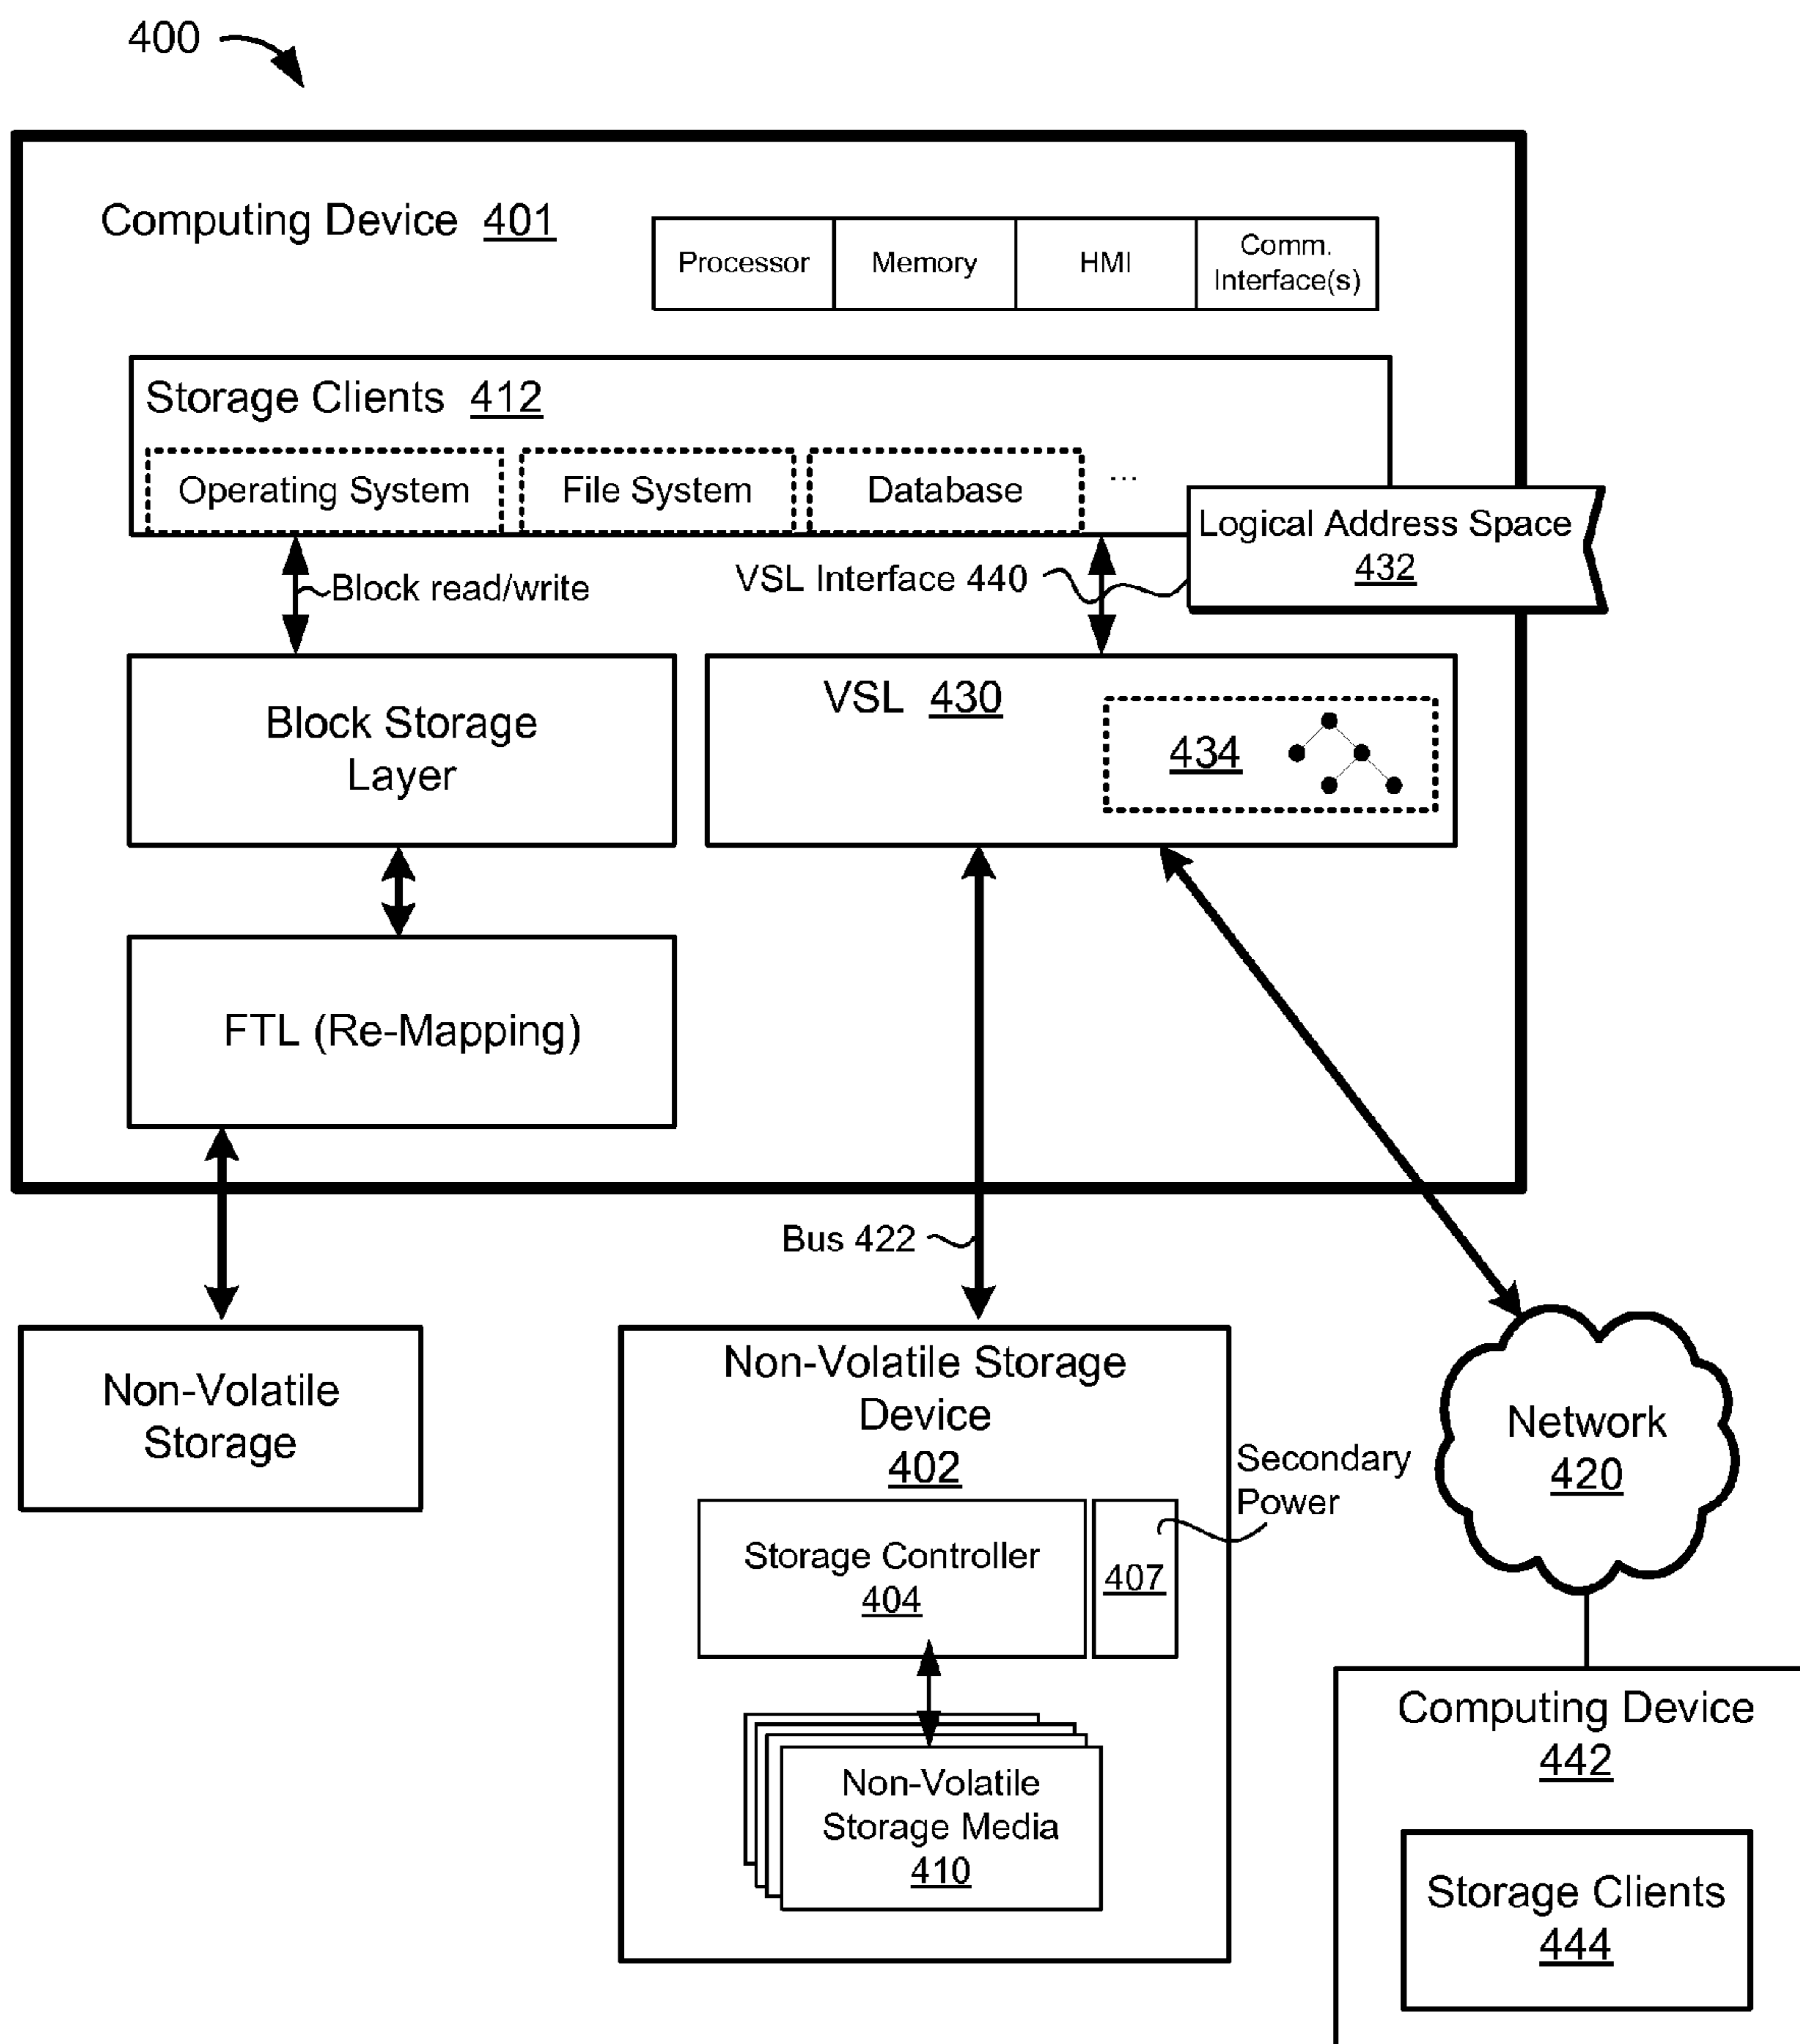 400
Computing Device 401
Processor
Memory
HMI
Comm.
Interface(s)
Storage Clients 412
Operating System
File System
Database
...
Logical Address Space
432
Block read/write
VSL Interface 440
Block Storage
Layer
VSL 430
434
FTL (Re-Mapping)
Bus 422
Non-Volatile
Storage
Non-Volatile Storage
Device
402
Secondary
Power
Storage Controller
404
407
Non-Volatile
Storage Media
410
Network
420
Computing Device
442
Storage Clients
444